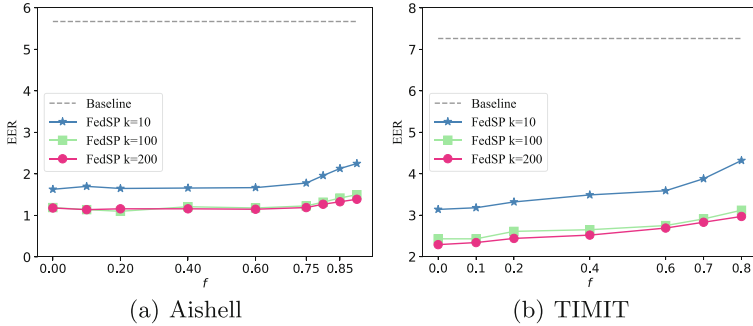 (a)
6
5
4
3
2
1
0
EER
Baseline
FedSP k=10
FedSP k=100
FedSP k=200
0.00 0.20 0.40 0.60 0.75 0.85
f
(a) Aishell
(b)
8
7
6
5
4
3
2
EER
Baseline
FedSP k=10
FedSP k=100
FedSP k=200
0.0 0.1 0.2 0.4 0.6 0.7 0.8
f
(b) TIMIT